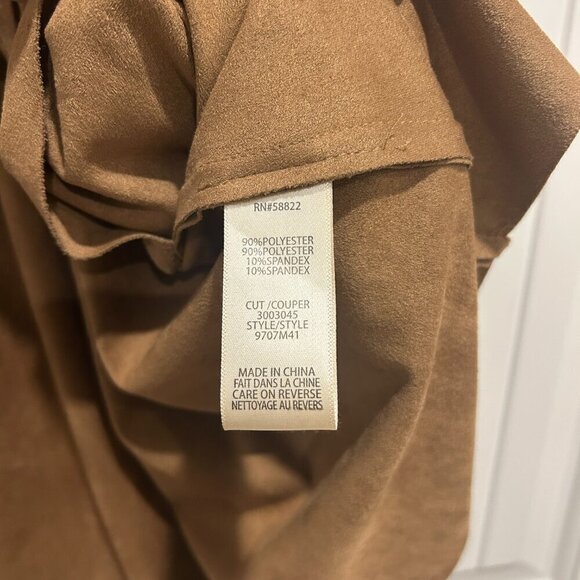 RN#58822
90%POLYESTER
90%POLYESTER
10%SPANDEX
10%SPANDEX
CUT /COUPER
3003045
STYLE/STYLE
9707M41
MADE IN CHINA
FAIT DANS LA CHINE
CARE ON REVERSE
NETTOYAGE AU REVERS